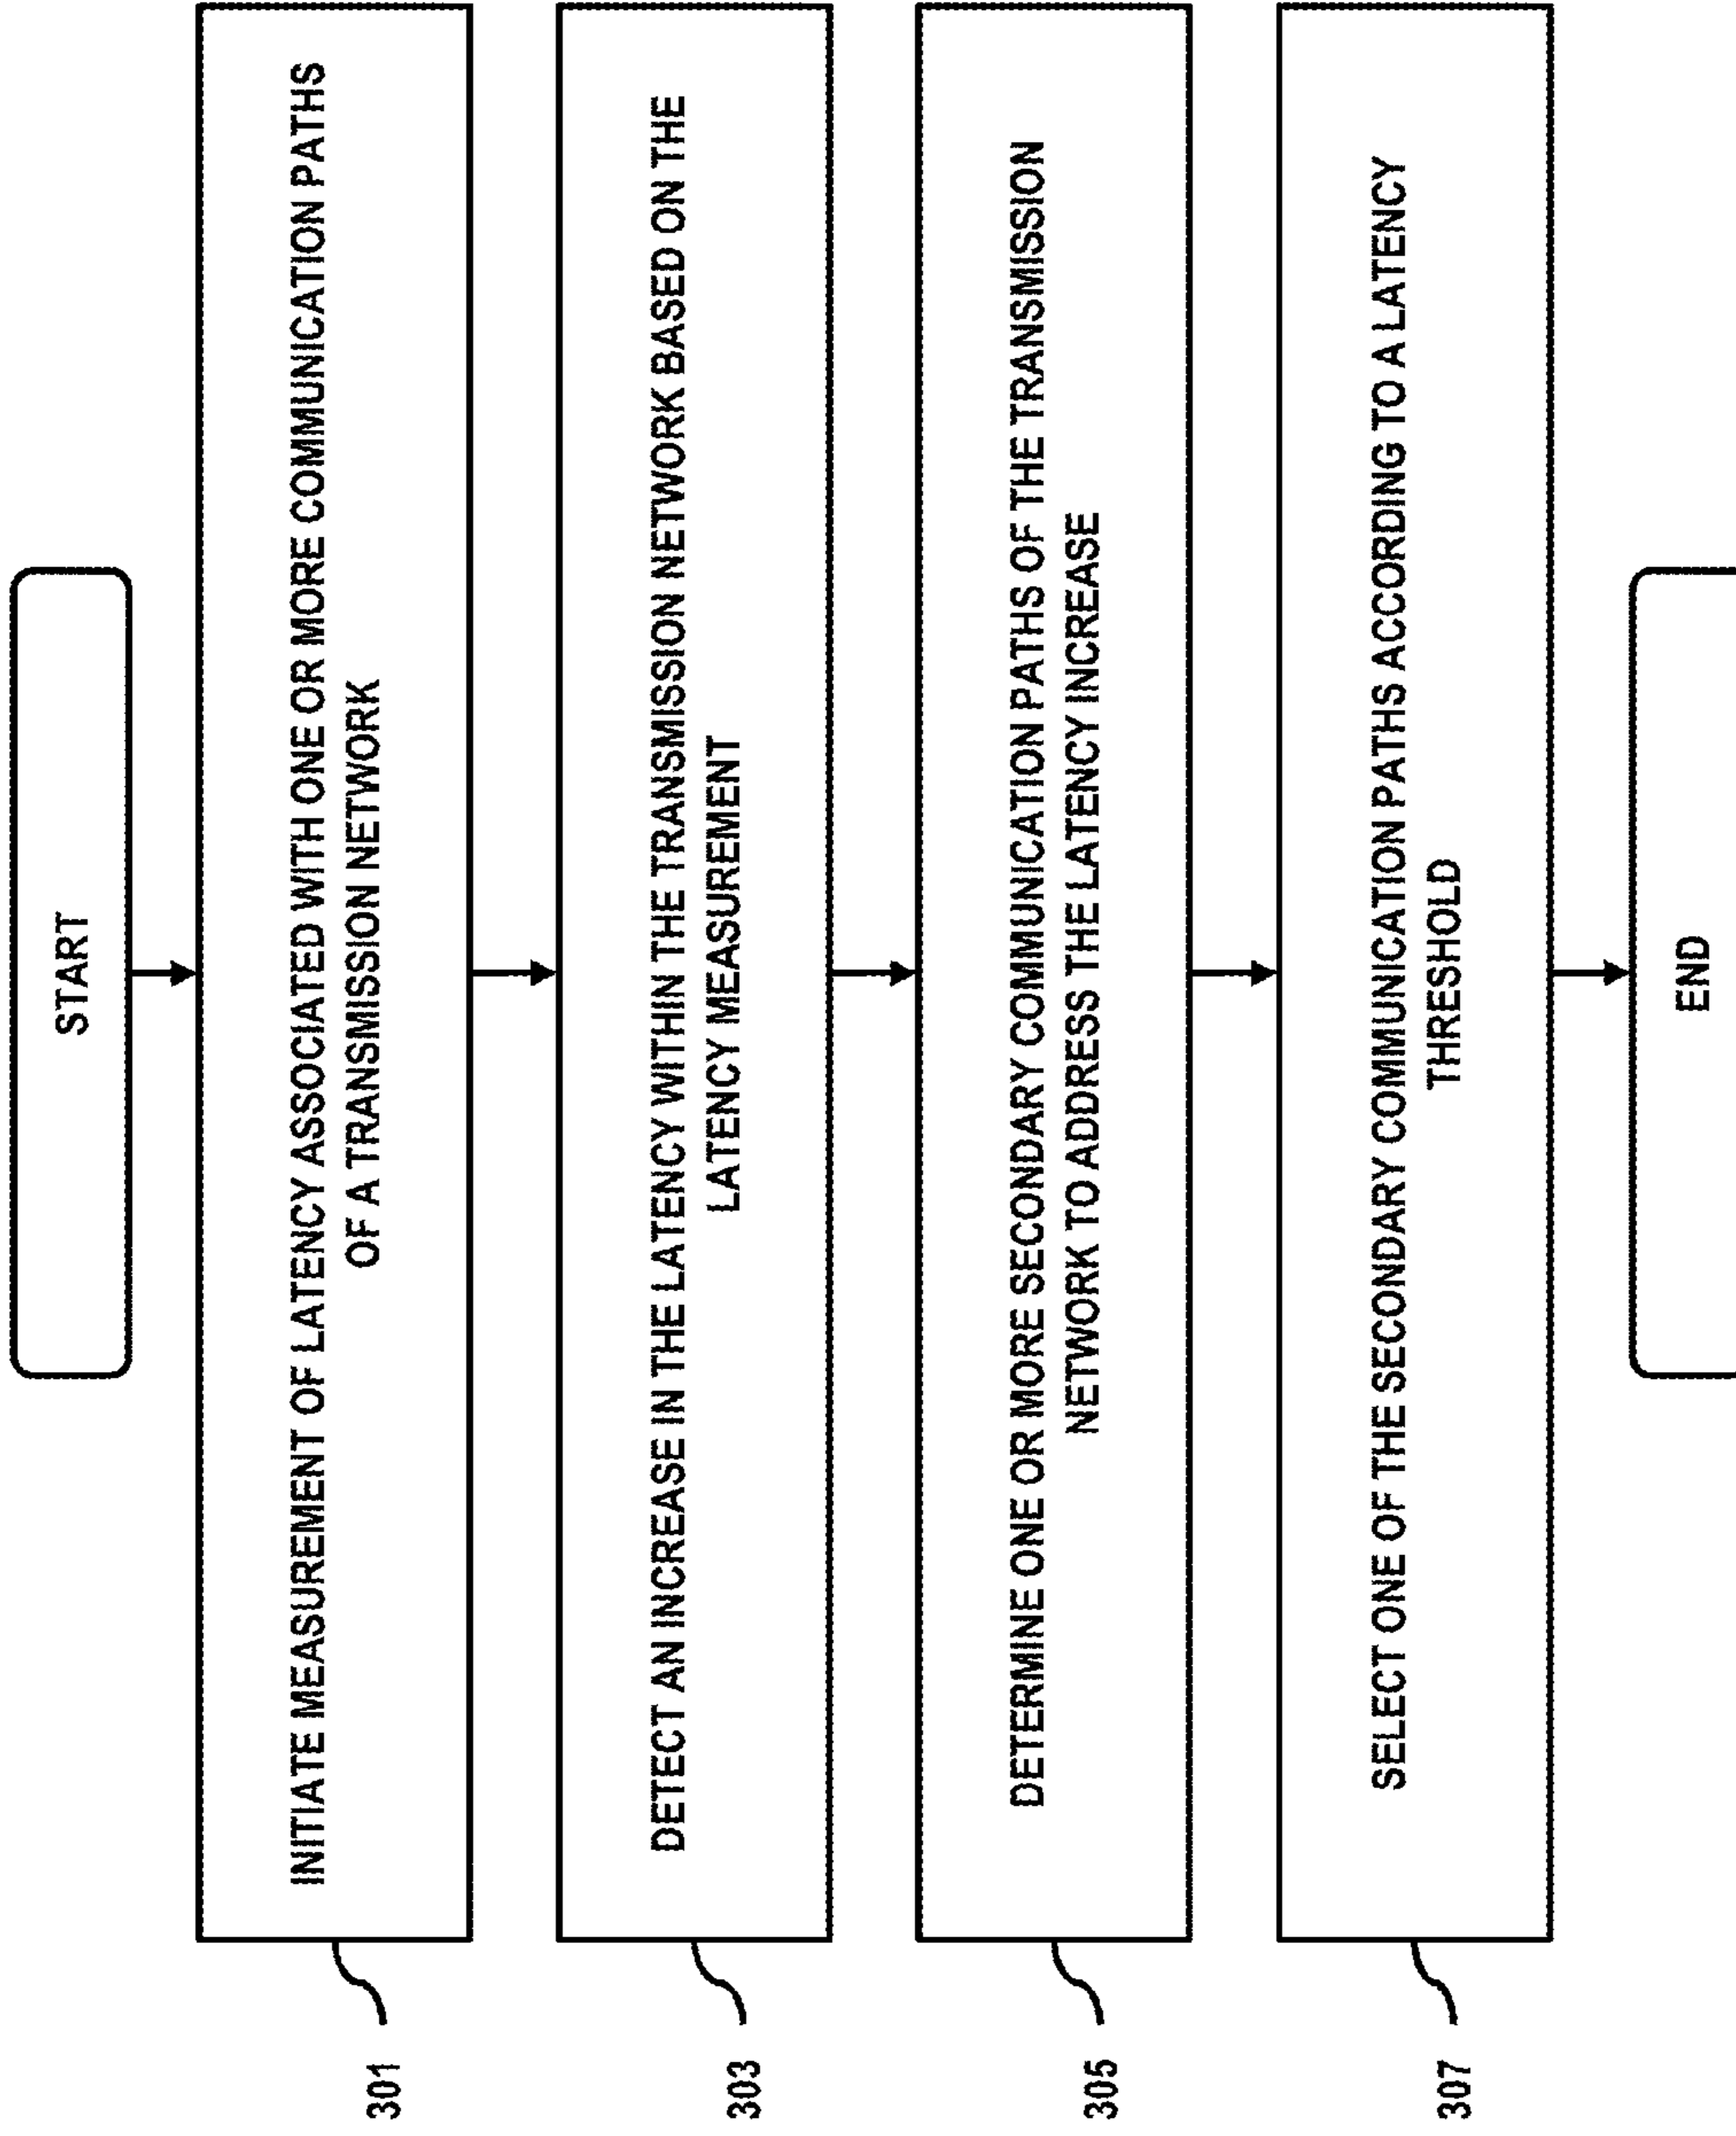 START
INITIATE MEASUREMENT OF LATENCY ASSOCIATED WITH ONE OR MORE COMMUNICATION PATHS
OF A TRANSMISSION NETWORK
301
DETECT AN INCREASE IN THE LATENCY WITHIN THE TRANSMISSION NETWORK BASED ON THE
LATENCY MEASUREMENT
303
DETERMINE ONE OR MORE SECONDARY COMMUNICATION PATHS OF THE TRANSMISSION
NETWORK TO ADDRESS THE LATENCY INCREASE
305
SELECT ONE OF THE SECONDARY COMMUNICATION PATHS ACCORDING TO A LATENCY
THRESHOLD
307
END